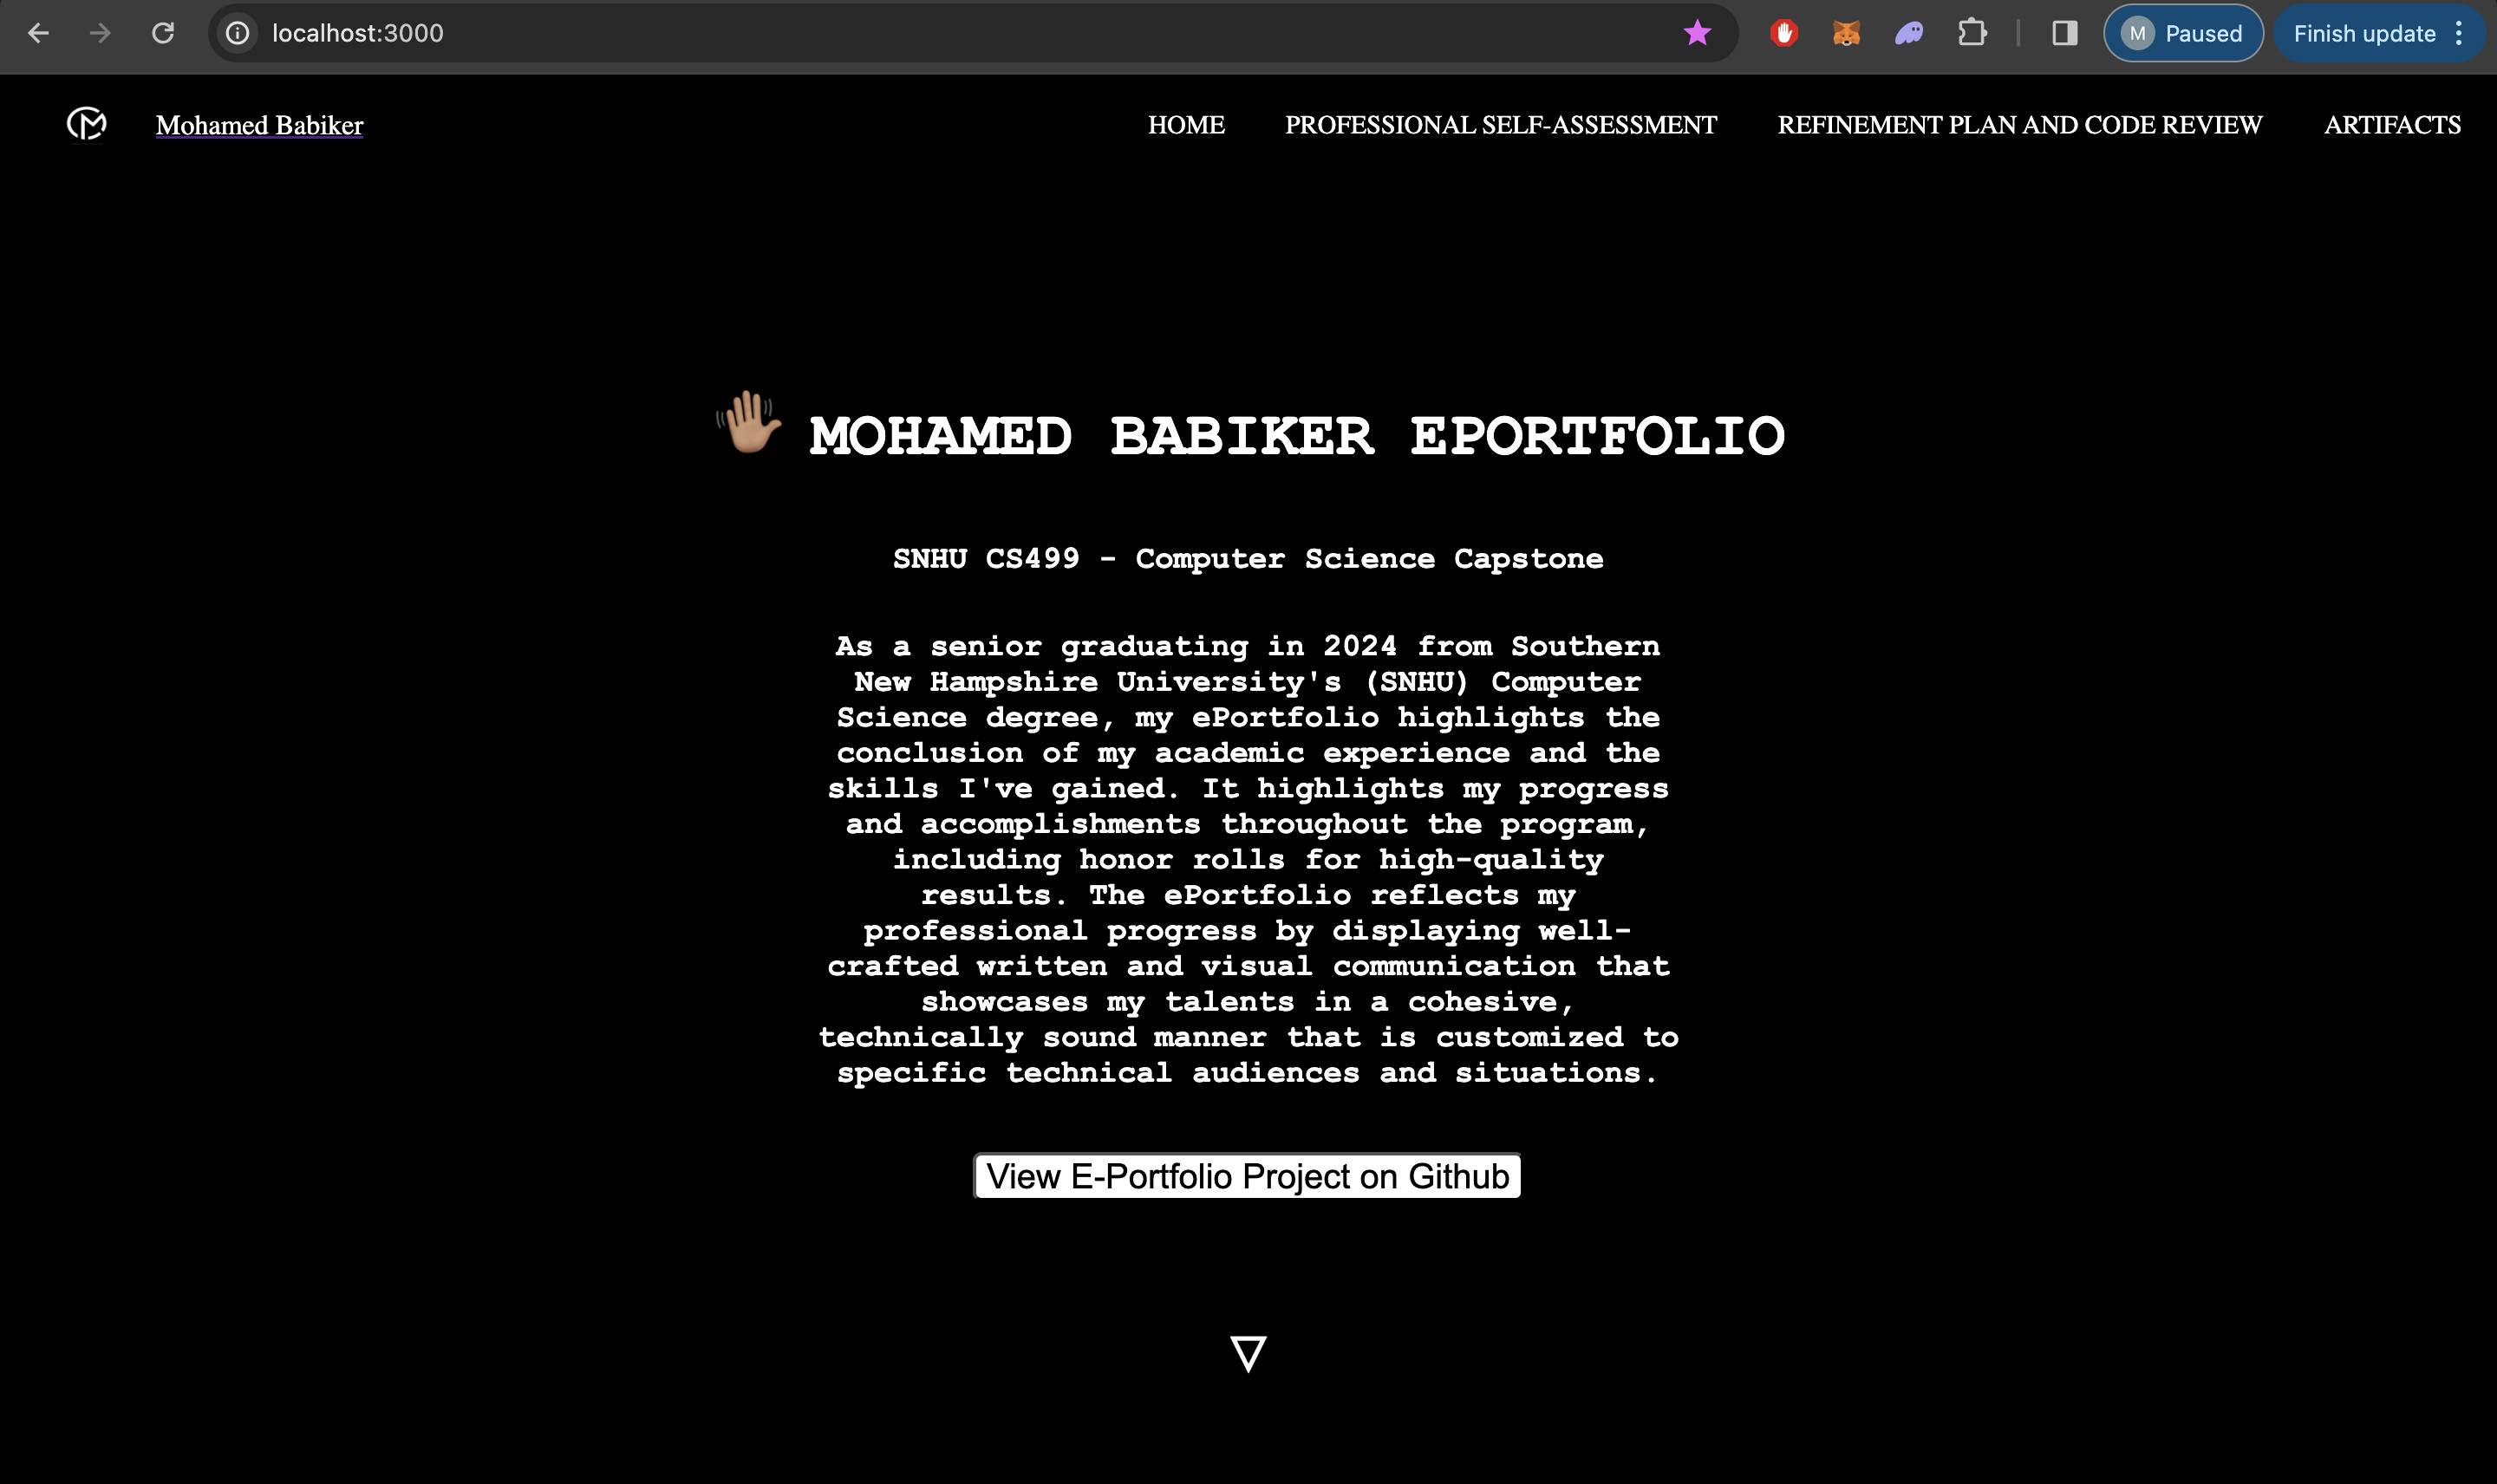 localhost:3000
M Paused
Finish update
Mohamed Babiker
HOME
PROFESSIONAL SELF-ASSESSMENT
REFINEMENT PLAN AND CODE REVIEW
ARTIFACTS
MOHAMED BABIKER EPORTFOLIO
SNHU CS499 - Computer Science Capstone
As a senior graduating in 2024 from Southern
New Hampshire University's (SNHU) Computer
Science degree, my ePortfolio highlights the
conclusion of my academic experience and the
skills I've gained. It highlights my progress
and accomplishments throughout the program,
including honor rolls for high-quality
results. The ePortfolio reflects my
professional progress by displaying well-
crafted written and visual communication that
showcases my talents in a cohesive,
technically sound manner that is customized to
specific technical audiences and situations.
View E-Portfolio Project on Github